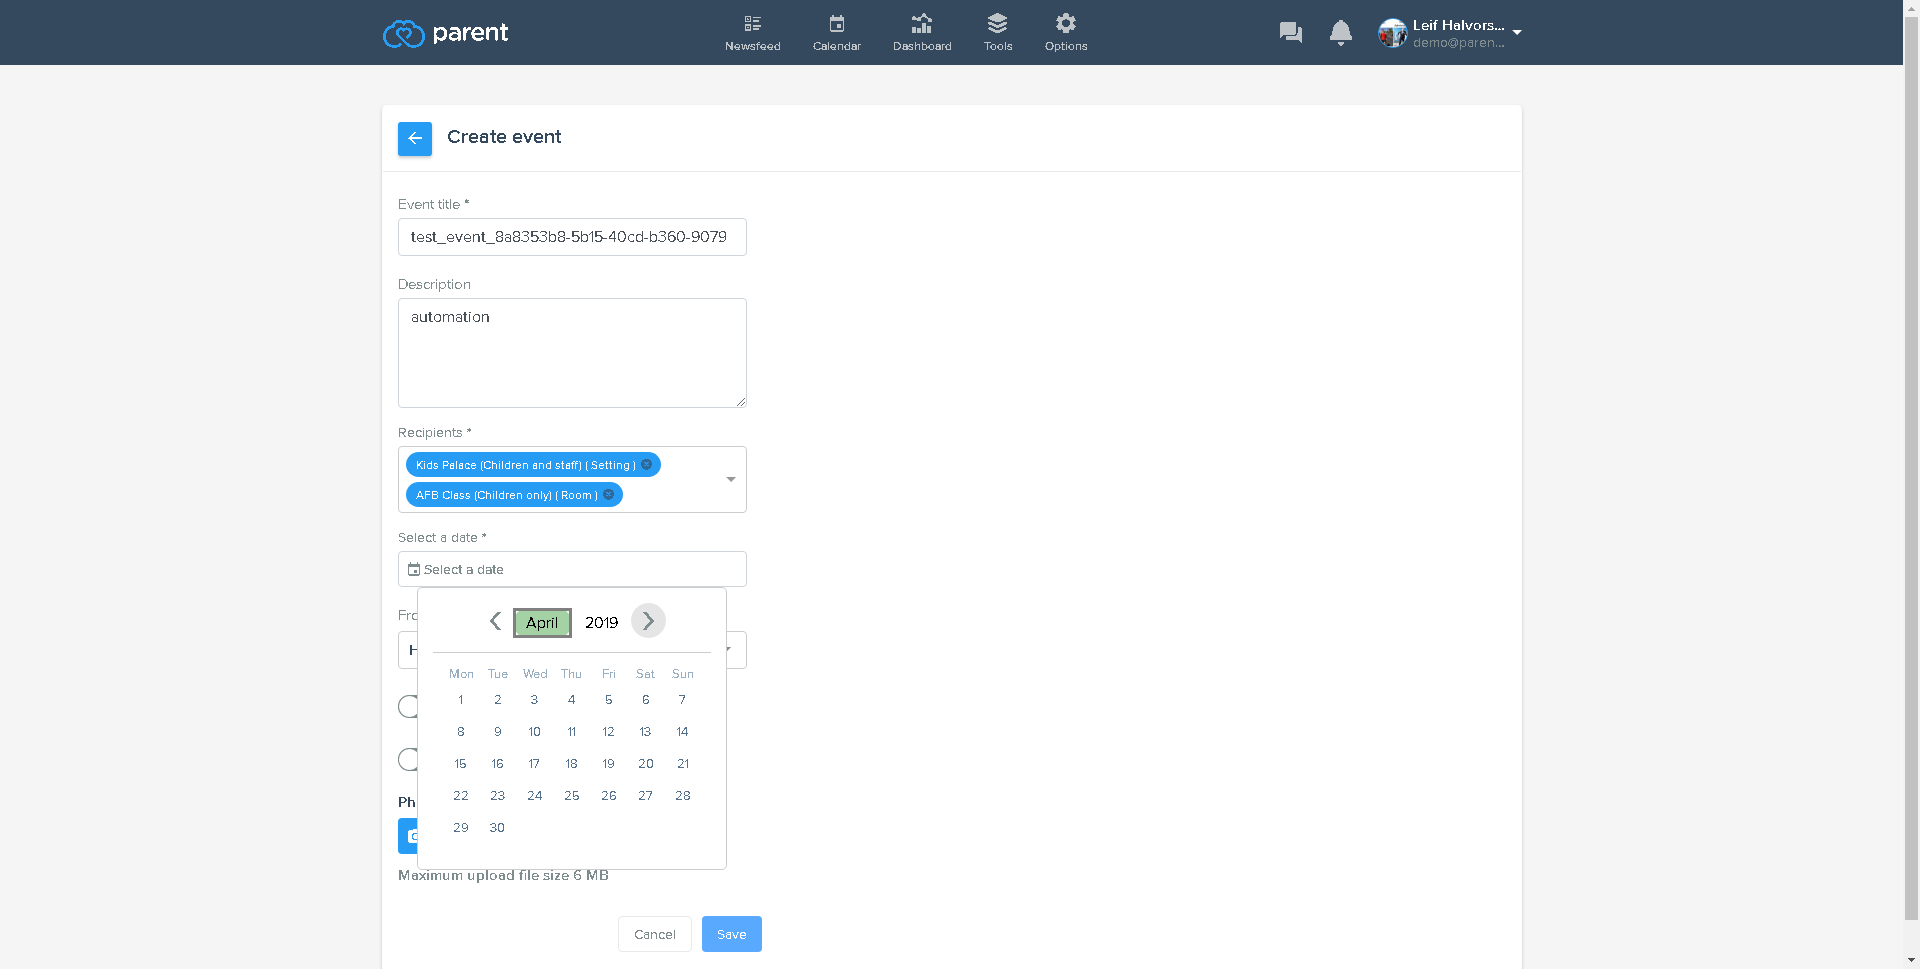 parent
Newsfeed
Calendar
Dashboard
Tools
Options
Leif Halvors...
demo@paren...
Create event
Event title *
test_event_8a8353b8-5b15-40cd-b360-9079
Description
automation
Recipients *
Kids Palace (Children and staff) ( Setting )
AFB Class (Children only) ( Room )
Select a date *
Select a date
April 2019
Mon Tue Wed Thu Fri Sat Sun
1 2 3 4 5 6 7
8 9 10 11 12 13 14
15 16 17 18 19 20 21
22 23 24 25 26 27 28
29 30
Maximum upload file size 6 MB
Cancel
Save